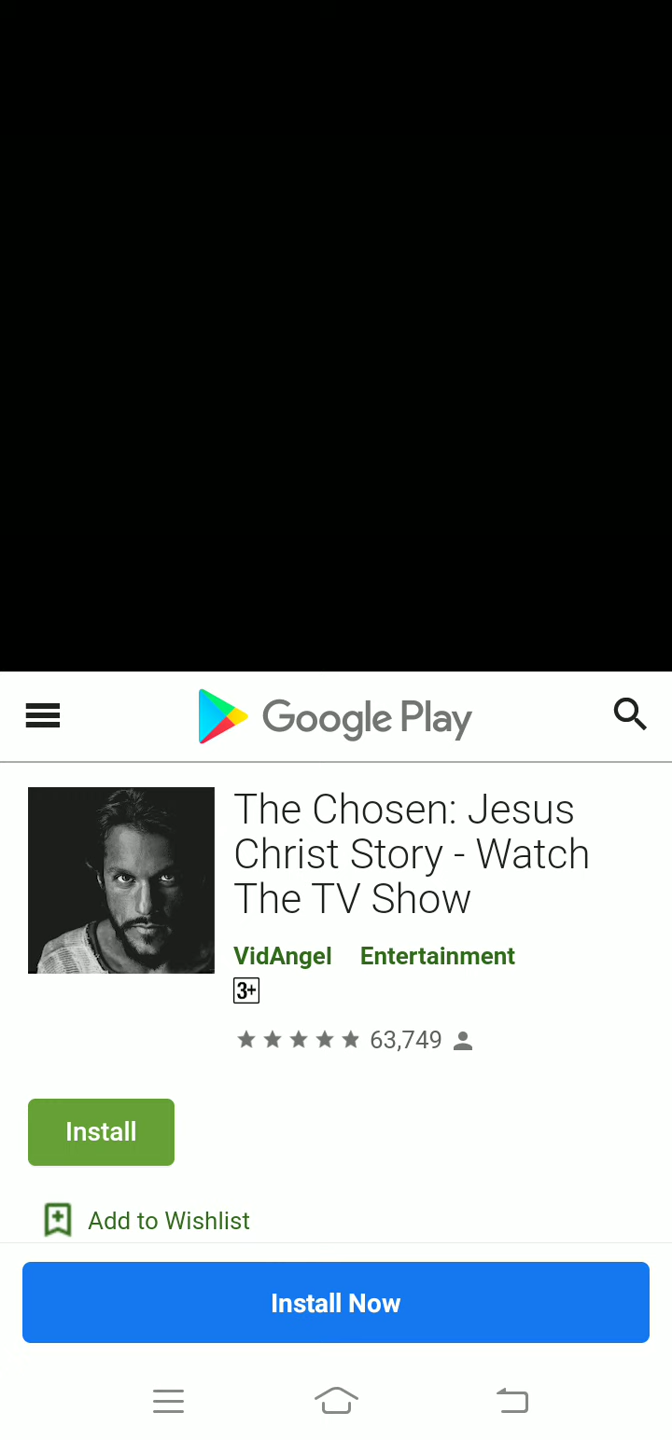 Google Play
The Chosen: Jesus
Christ Story - Watch
The TV Show
VidAngel Entertainment
3+
63,749
Install
Add to Wishlist
Install Now